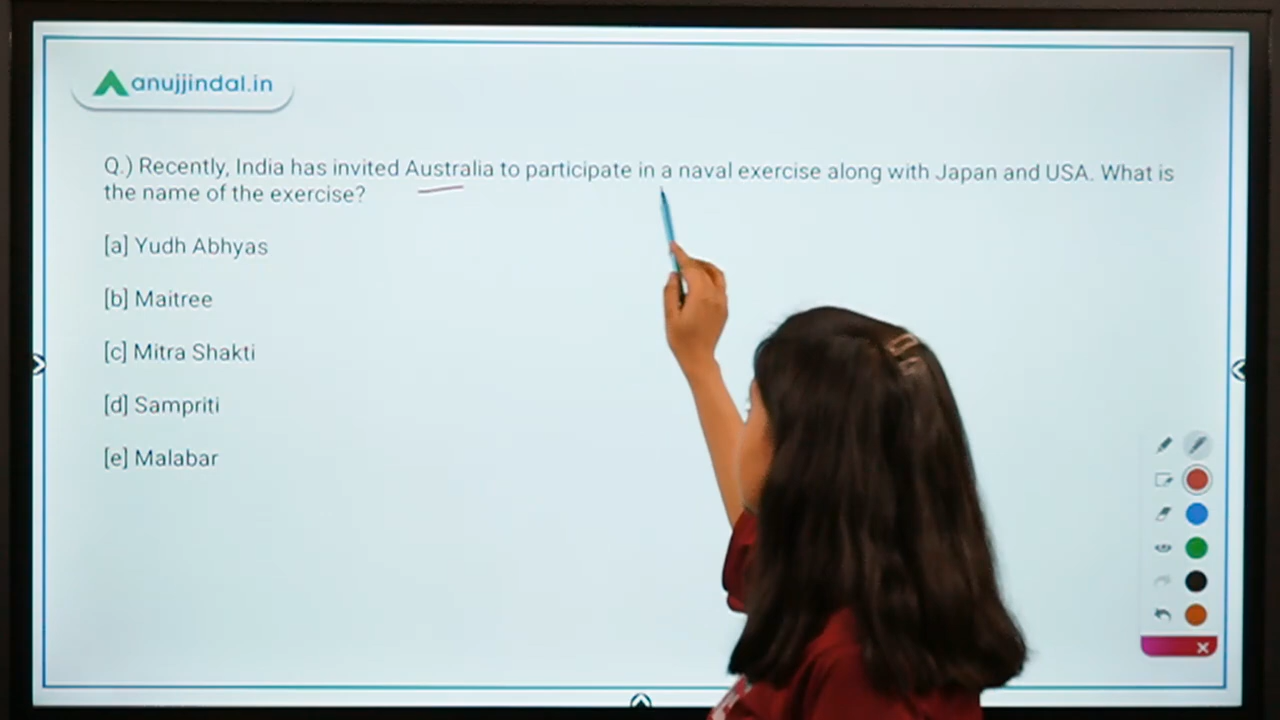 anujjindal.in
Q.) Recently, India has invited Australia to participate in a naval exercise along with Japan and USA. What is
the name of the exercise?
[a] Yudh Abhyas
[b] Maitree
[c] Mitra Shakti
[d] Sampriti
[e] Malabar